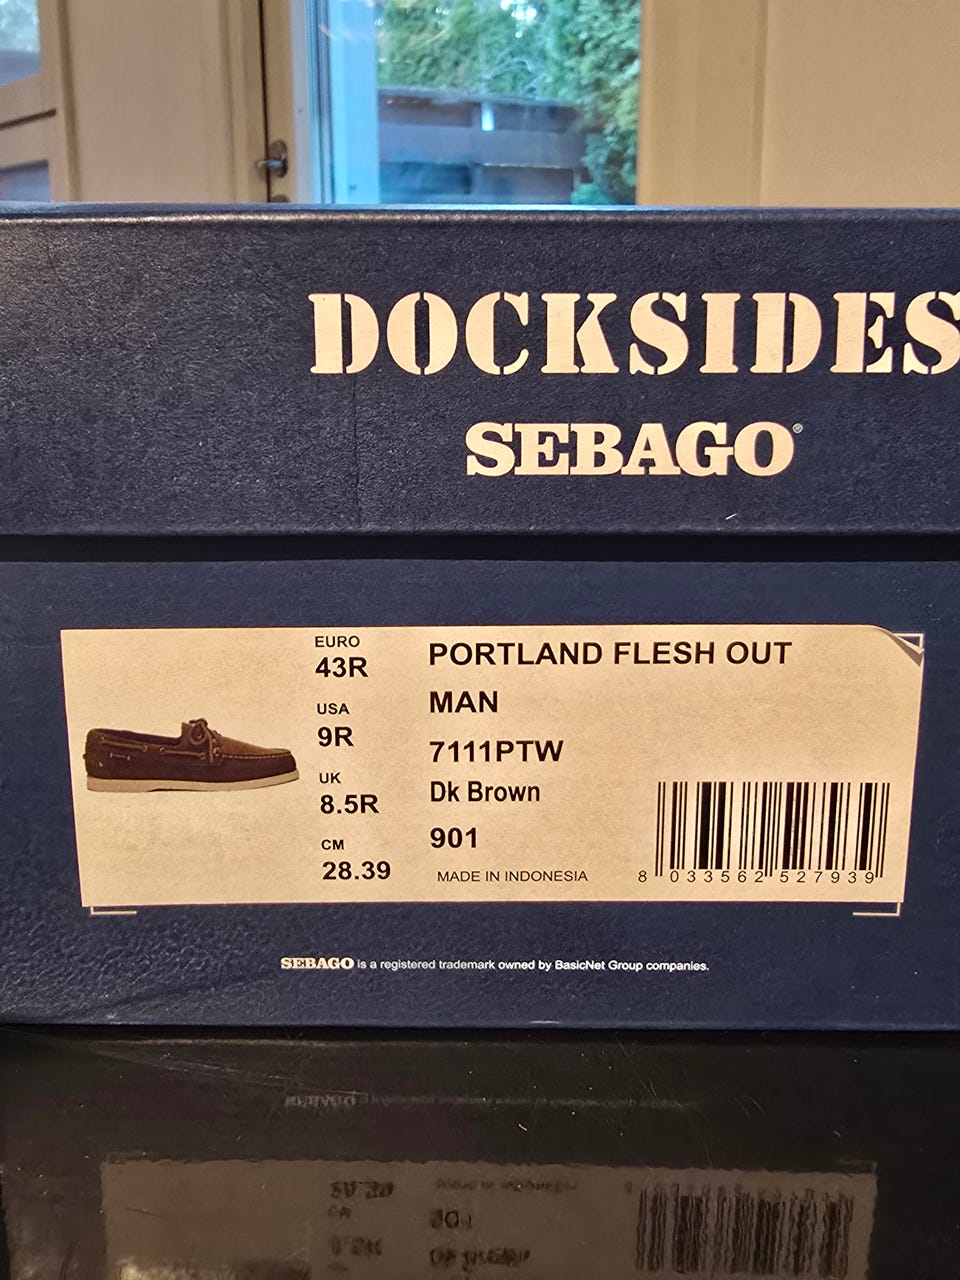 DOCKSIDES
SEBAGO®
EURO
43R
USA
9R
UK
8.5R
CM
28.39
PORTLAND FLESH OUT
MAN
7111PTW
Dk Brown
901
MADE IN INDONESIA
8 033562 527939
SEBAGO is a registered trademark owned by BasicNet Group companies.